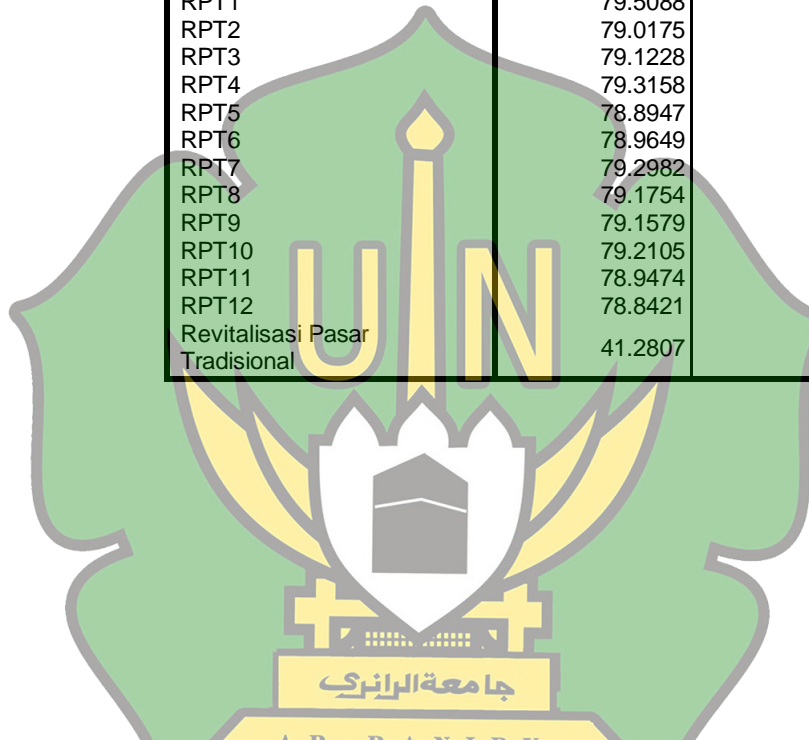 RPT1 79.5088
RPT2 79.0175
RPT3 79.1228
RPT4 79.3158
RPT5 78.8947
RPT6 78.9649
RPT7 79.2982
RPT8 79.1754
RPT9 79.1579
RPT10 79.2105
RPT11 78.9474
RPT12 78.8421
Revitalisasi Pasar
Tradisional 41.2807
UIN
جامعةالرانري
A R - R A N I R Y